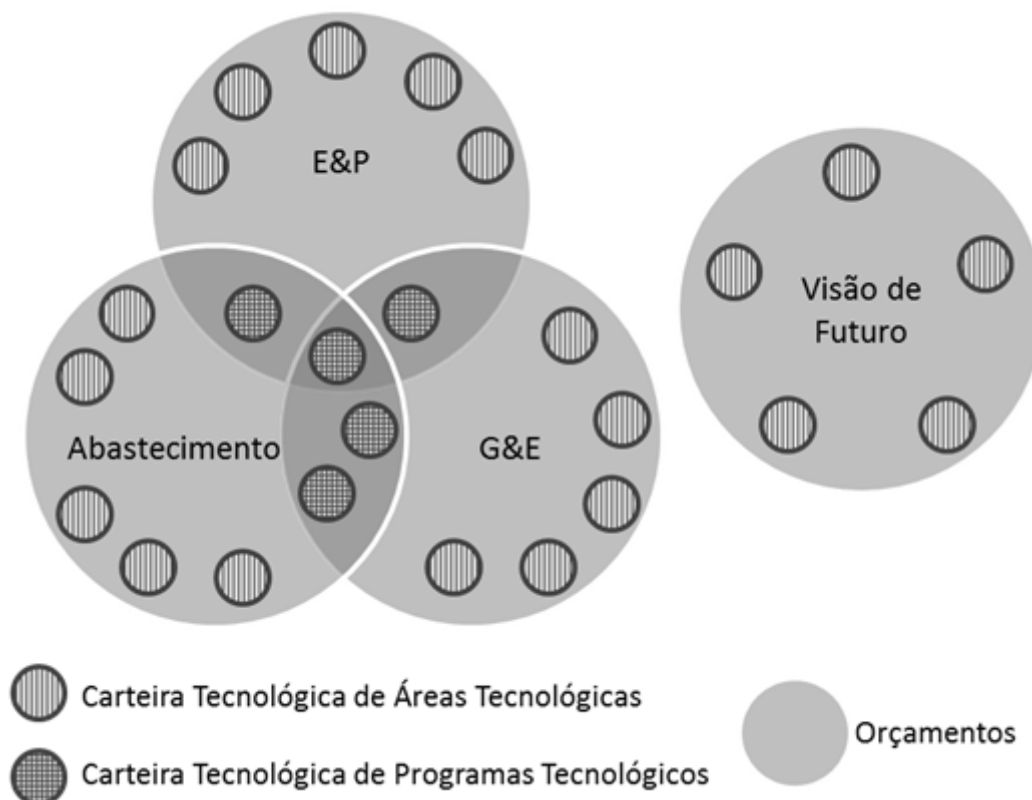 E&P
Visão de
Futuro
Abastecimento
G&E
Carteira Tecnológica de Áreas Tecnológicas
Orçamentos
Carteira Tecnológica de Programas Tecnológicos